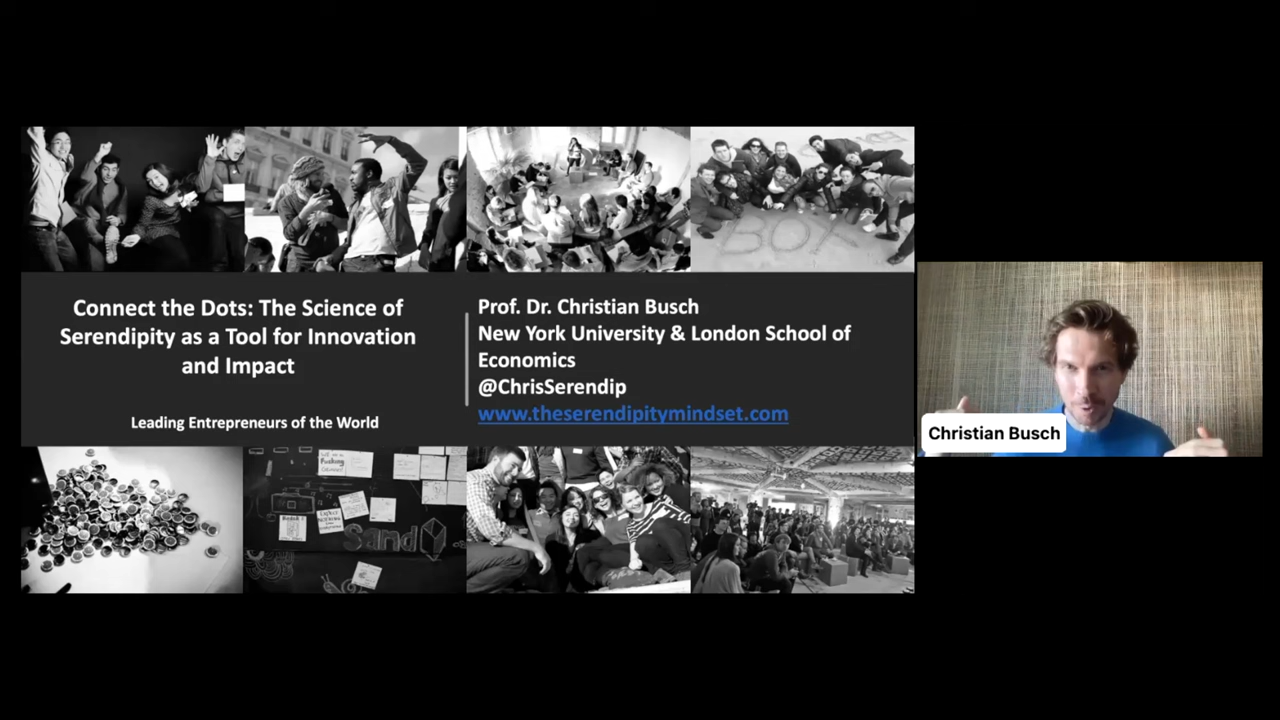 BOX
Connect the Dots: The Science of
Serendipity as a Tool for Innovation
and Impact
Leading Entrepreneurs of the World
Prof. Dr. Christian Busch
New York University & London School of
Economics
@ChrisSerendip
www.theserendipitymindset.com
Christian Busch
Pushing
Sand